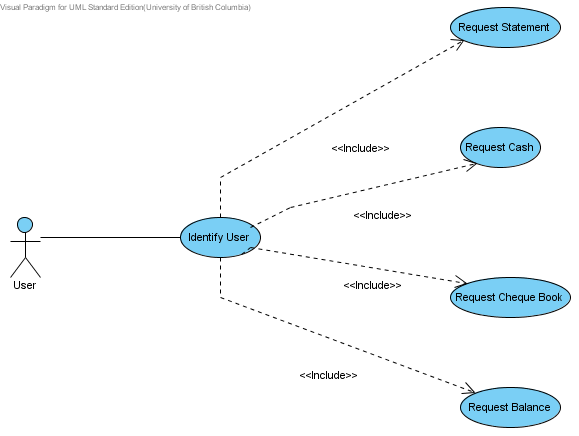 Visual Paradigm for UML Standard Edition(University of British Columbia)
Request Statement
<<Include>>
Request Cash
<<Include>>
Identify User
User
<<Include>>
Request Cheque Book
<<Include>>
Request Balance